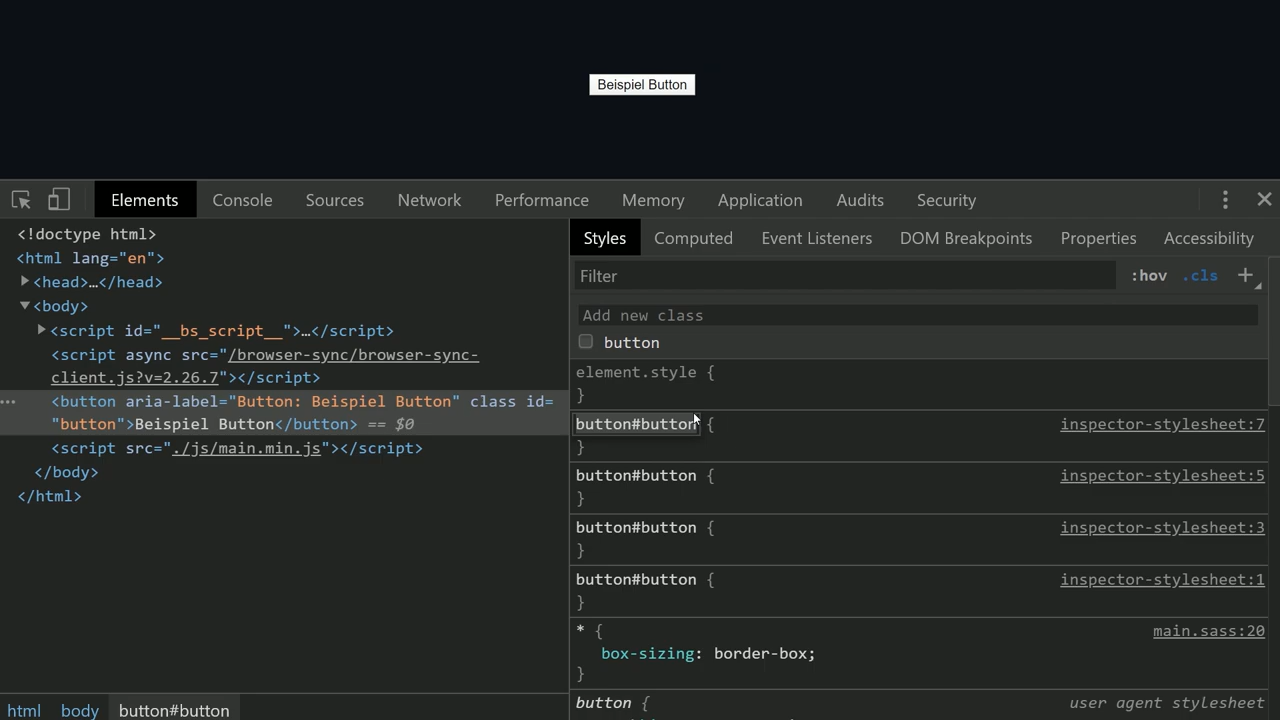 Beispiel Button
Elements Console Sources Network Performance Memory Application Audits Security
<!doctype html>
<html lang="en">
<head>…</head>
<body>
<script id="__bs_script__">…</script>
<script async src="/browser-sync/browser-sync-
client.js?v=2.26.7"></script>
<button aria-label="Button: Beispiel Button" class id=
"button">Beispiel Button</button> == $0
<script src="./js/main.min.js"></script>
</body>
</html>
html body button#button
Styles Computed Event Listeners DOM Breakpoints Properties Accessibility
Filter :hov .cls +
Add new class
button
element.style {
}
button#button { inspector-stylesheet:7
}
button#button { inspector-stylesheet:5
}
button#button { inspector-stylesheet:3
}
button#button { inspector-stylesheet:1
}
* { main.sass:20
box-sizing: border-box;
}
button { user agent stylesheet